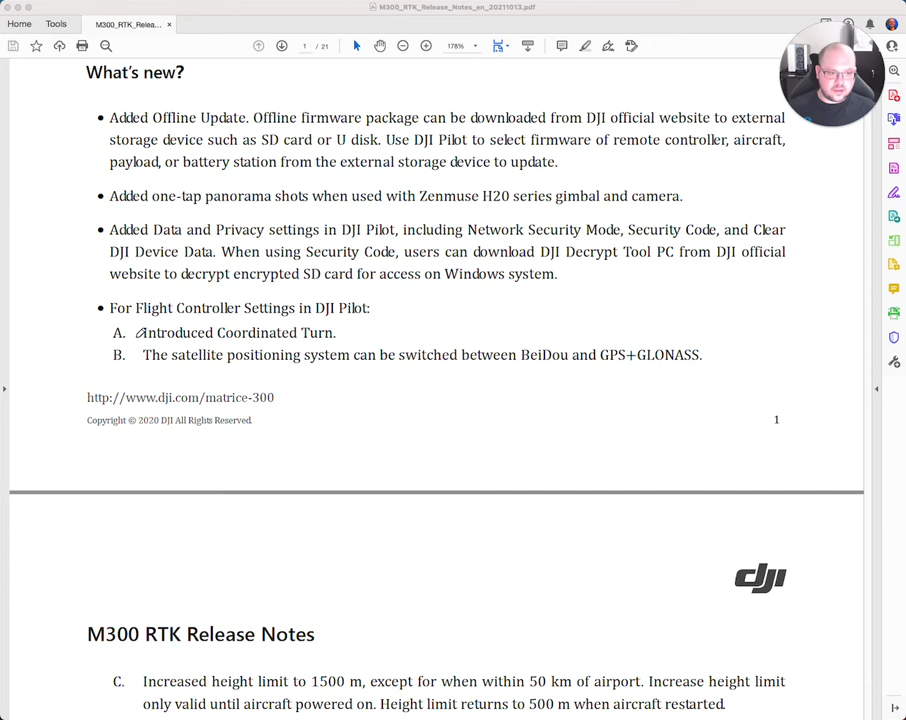 M300_RTK_Release_Notes_en_20211013.pdf
Home Tools M300_RTK_Relea... ×
1 / 21 178%
What's new?
• Added Offline Update. Offline firmware package can be downloaded from DJI official website to external
storage device such as SD card or U disk. Use DJI Pilot to select firmware of remote controller, aircraft,
payload, or battery station from the external storage device to update.
• Added one-tap panorama shots when used with Zenmuse H20 series gimbal and camera.
• Added Data and Privacy settings in DJI Pilot, including Network Security Mode, Security Code, and Clear
DJI Device Data. When using Security Code, users can download DJI Decrypt Tool PC from DJI official
website to decrypt encrypted SD card for access on Windows system.
• For Flight Controller Settings in DJI Pilot:
A. Introduced Coordinated Turn.
B. The satellite positioning system can be switched between BeiDou and GPS+GLONASS.
http://www.dji.com/matrice-300
Copyright © 2020 DJI All Rights Reserved. 1
dji
M300 RTK Release Notes
C. Increased height limit to 1500 m, except for when within 50 km of airport. Increase height limit
only valid until aircraft powered on. Height limit returns to 500 m when aircraft restarted.